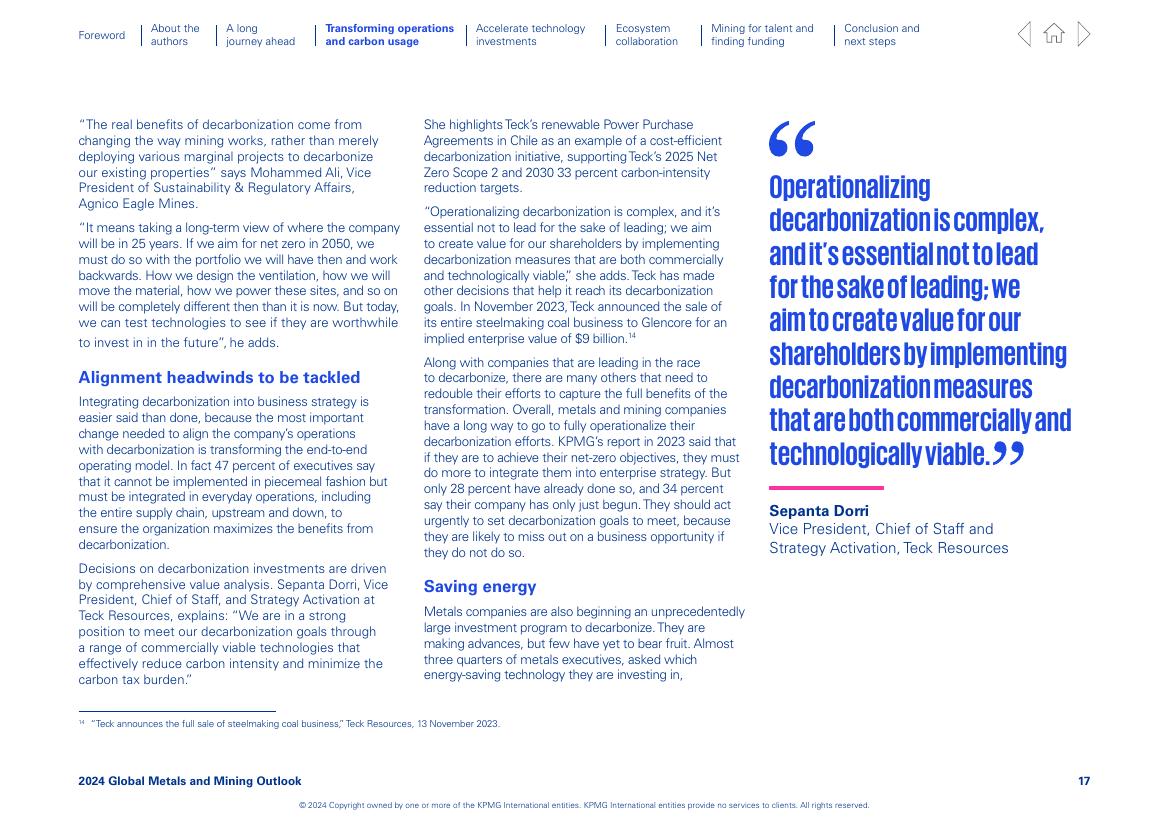 Foreword
About the
authors
A long
journey ahead
Transforming operations
and carbon usage
Accelerate technology
investments
Ecosystem
collaboration
Mining for talent and
finding funding
Conclusion and
next steps
“The real benefits of decarbonization come from
changing the way mining works, rather than merely
deploying various marginal projects to decarbonize
our existing properties” says Mohammed Ali, Vice
President of Sustainability & Regulatory Affairs,
Agnico Eagle Mines.
“It means taking a long-term view of where the company
will be in 25 years. If we aim for net zero in 2050, we
must do so with the portfolio we will have then and work
backwards. How we design the ventilation, how we will
move the material, how we power these sites, and so on
will be completely different then than it is now. But today,
we can test technologies to see if they are worthwhile
to invest in in the future”, he adds.
Alignment headwinds to be tackled
Integrating decarbonization into business strategy is
easier said than done, because the most important
change needed to align the company’s operations
with decarbonization is transforming the end-to-end
operating model. In fact 47 percent of executives say
that it cannot be implemented in piecemeal fashion but
must be integrated in everyday operations, including
the entire supply chain, upstream and down, to
ensure the organization maximizes the benefits from
decarbonization.
Decisions on decarbonization investments are driven
by comprehensive value analysis. Sepanta Dorri, Vice
President, Chief of Staff, and Strategy Activation at
Teck Resources, explains: “We are in a strong
position to meet our decarbonization goals through
a range of commercially viable technologies that
effectively reduce carbon intensity and minimize the
carbon tax burden.”
She highlights Teck’s renewable Power Purchase
Agreements in Chile as an example of a cost-efficient
decarbonization initiative, supporting Teck’s 2025 Net
Zero Scope 2 and 2030 33 percent carbon-intensity
reduction targets.
“Operationalizing decarbonization is complex, and it’s
essential not to lead for the sake of leading; we aim
to create value for our shareholders by implementing
decarbonization measures that are both commercially
and technologically viable,” she adds. Teck has made
other decisions that help it reach its decarbonization
goals. In November 2023, Teck announced the sale of
its entire steelmaking coal business to Glencore for an
implied enterprise value of $9 billion.14
Along with companies that are leading in the race
to decarbonize, there are many others that need to
redouble their efforts to capture the full benefits of the
transformation. Overall, metals and mining companies
have a long way to go to fully operationalize their
decarbonization efforts. KPMG’s report in 2023 said that
if they are to achieve their net-zero objectives, they must
do more to integrate them into enterprise strategy. But
only 28 percent have already done so, and 34 percent
say their company has only just begun. They should act
urgently to set decarbonization goals to meet, because
they are likely to miss out on a business opportunity if
they do not do so.
Saving energy
Metals companies are also beginning an unprecedentedly
large investment program to decarbonize. They are
making advances, but few have yet to bear fruit. Almost
three quarters of metals executives, asked which
energy-saving technology they are investing in,
“
Operationalizing
decarbonization is complex,
and it’s essential not to lead
for the sake of leading; we
aim to create value for our
shareholders by implementing
decarbonization measures
that are both commercially and
technologically viable.”
Sepanta Dorri
Vice President, Chief of Staff and
Strategy Activation, Teck Resources
14 “Teck announces the full sale of steelmaking coal business,” Teck Resources, 13 November 2023.
2024 Global Metals and Mining Outlook
17
© 2024 Copyright owned by one or more of the KPMG International entities. KPMG International entities provide no services to clients. All rights reserved.